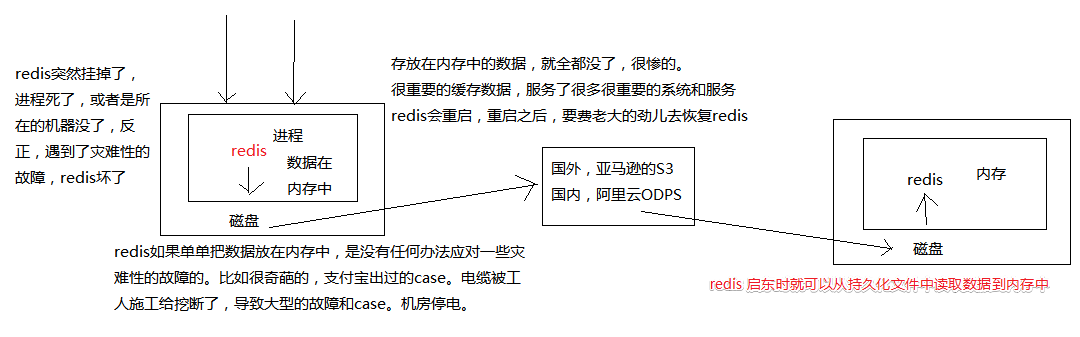 redis突然挂掉了，
进程死了，或者是所
在的机器没了，反
正，遇到了灾难性的
故障，redis坏了
存放在内存中的数据，就全都没了，很惨的。
很重要的缓存数据，服务了很多很重要的系统和服务
redis会重启，重启之后，要费老大的劲儿去恢复redis
进程
redis
数据在
内存中
磁盘
国外，亚马逊的S3
国内，阿里云ODPS
内存
redis
磁盘
redis如果单单把数据放在内存中，是没有任何办法应对一些灾
难性的故障的。比如很奇葩的，支付宝出过的case。电缆被工
人施工给挖断了，导致大型的故障和case。机房停电。
redis 启东时就可以从持久化文件中读取数据到内存中